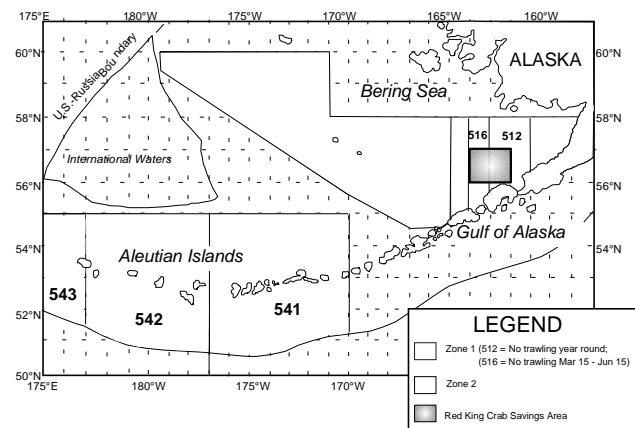 180°W 175°W 165°W 160°W
60°N 60°N
ALASKA
U.S.-Russia Boundary
Bering Sea
58°N 58°N
516 512
International Waters
56°N 56°N
54°N 54°N
Gulf of Alaska
Aleutian Islands
543 542 541
52°N 52°N
50°N
175°E 180°W 175°W 170°W
LEGEND
Zone 1 (512 = No trawling year round;
(516 = No trawling Mar 15 - Jun 15)
Zone 2
Red King Crab Savings Area